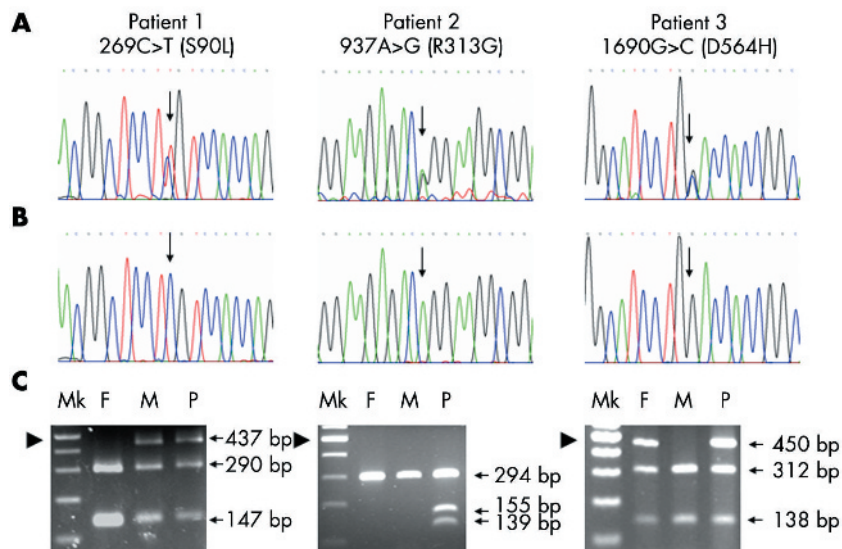 A
Patient 1
269C>T (S90L)
Patient 2
937A>G (R313G)
Patient 3
1690G>C (D564H)
B
C
Mk F M P
437 bp
290 bp
147 bp
F M P
Mk
294 bp
155 bp
139 bp
Mk F M P
450 bp
312 bp
138 bp